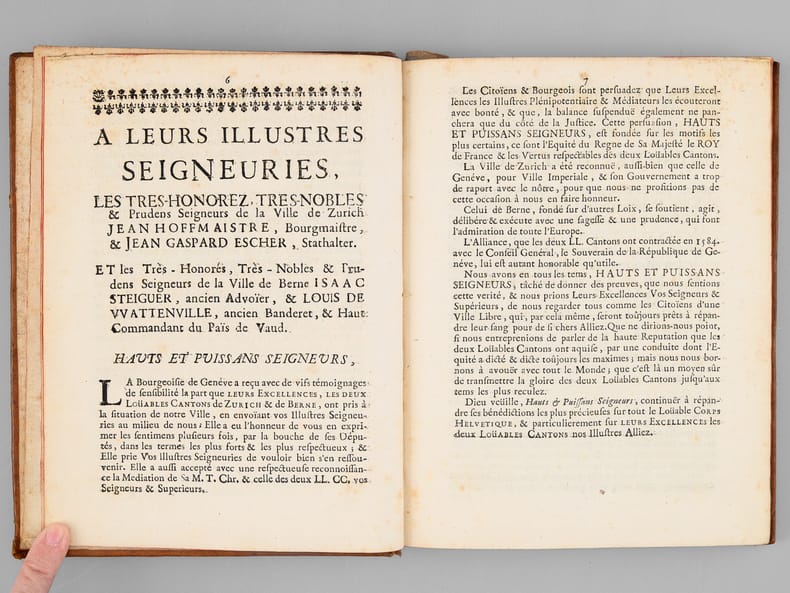 6
A LEURS ILLUSTRES
SEIGNEURIES,
LES TRES-HONOREZ, TRES-NOBLES
& Prudens Seigneurs de la Ville de Zurich
JEAN HOFFMAISTRE, Bourgmaiſtre,
& JEAN GASPARD ESCHER, Stathalter.
ET les Très-Honorés, Très-Nobles & Pru-
dens Seigneurs de la Ville de Berne ISAAC
STEIGUER, ancien Advoïer, & LOUIS DE
VVATTENVILLE, ancien Banderet, & Haut
Commandant du Païs de Vaud.
HAUTS ET PUISSANS SEIGNEURS,
LA Bourgeoiſie de Genéve a reçu avec de vifs témoignages
de ſenſibilité la part que LEURS EXCELLENCES, LES DEUX
LOÜABLES CANTONS de ZURICH & de BERNE, ont pris à
la ſituation de notre Ville, en envoïant vos Illuſtres Seigneu-
ries au milieu de nous; Elle a eu l'honneur de vous en expri-
mer les ſentimens pluſieurs fois, par la bouche de ſes Dépu-
tés, dans les termes les plus forts & les plus reſpectueux; &
Elle prie Vos Illuſtres Seigneuries de vouloir bien s'en reſſou-
venir. Elle a auſſi accepté avec une reſpectueuſe reconnoiſſan-
ce la Mediation de Sa M. T. Chr. & celle des deux LL. CC. vos
Seigneurs & Superieurs.
7
Les Citoïens & Bourgeois ſont perſuadez que Leurs Excel-
lènces les Illuſtres Plénipotentiaire & Médiateurs les écouteront
avec bonté, & que, la balance ſuſpenduë également ne pan-
chera que du côté de la Juſtice. Cette perſuaſion, HAUTS
ET PUISSANS SEIGNEURS, eſt fondée ſur les motifs les
plus certains, ce ſont l'Equité du Regne de Sa Majeſté le ROY
de France & les Vertus reſpectables des deux Loüables Cantons.
La Ville de Zurich a été reconnuë, auſſi-bien que celle de
Genéve, pour Ville Imperiale, & ſon Gouvernement a trop
de raport avec le nôtre, pour que nous ne profitions pas de
cette occaſion à nous en faire honneur.
Celui de Berne, fondé ſur d'autres Loix, ſe ſoutient, agit,
délibére & exécute avec une ſageſſe & une prudence, qui font
l'admiration de toute l'Europe.
L'Alliance, que les deux LL. Cantons ont contractée en 1584.
avec le Conſeil Général, le Souverain de la République de Ge-
néve, lui eſt autant honorable qu'utile.
Nous avons en tous les tems, HAUTS ET PUISSANS
SEIGNEURS, tâché de donner des preuves, que nous ſentions
cette verité, & nous prions Leurs Excellences Vos Seigneurs &
Supérieurs, de nous regarder tous comme des Citoïens d'une
Ville Libre, qui, par cela même, ſeront toûjours prêts à répan-
dre leur ſang pour de ſi chers Alliez. Que ne dirions-nous point,
ſi nous entreprenions de parler de la haute Reputation que les
deux Loüables Cantons ont aquiſe, par une conduite dont l'E-
quité a dicté & dicte toûjours les maximes; mais nous nous bor-
nons à avouër avec tout le Monde; que c'eſt là un moyen ſûr
de tranſmettre la gloire des deux Loüables Cantons juſqu'aux
tems les plus reculez.
Dieu veüille, Hauts & Puiſſans Seigneurs, continuër à répan-
dre ſes bénédictions les plus précieuſes ſur tout le Loüable CORPS
HELVETIQUE, & particulierement ſur LEURS EXCELLENCES les
deux LOÜABLES CANTONS nos Illuſtres Alliez.